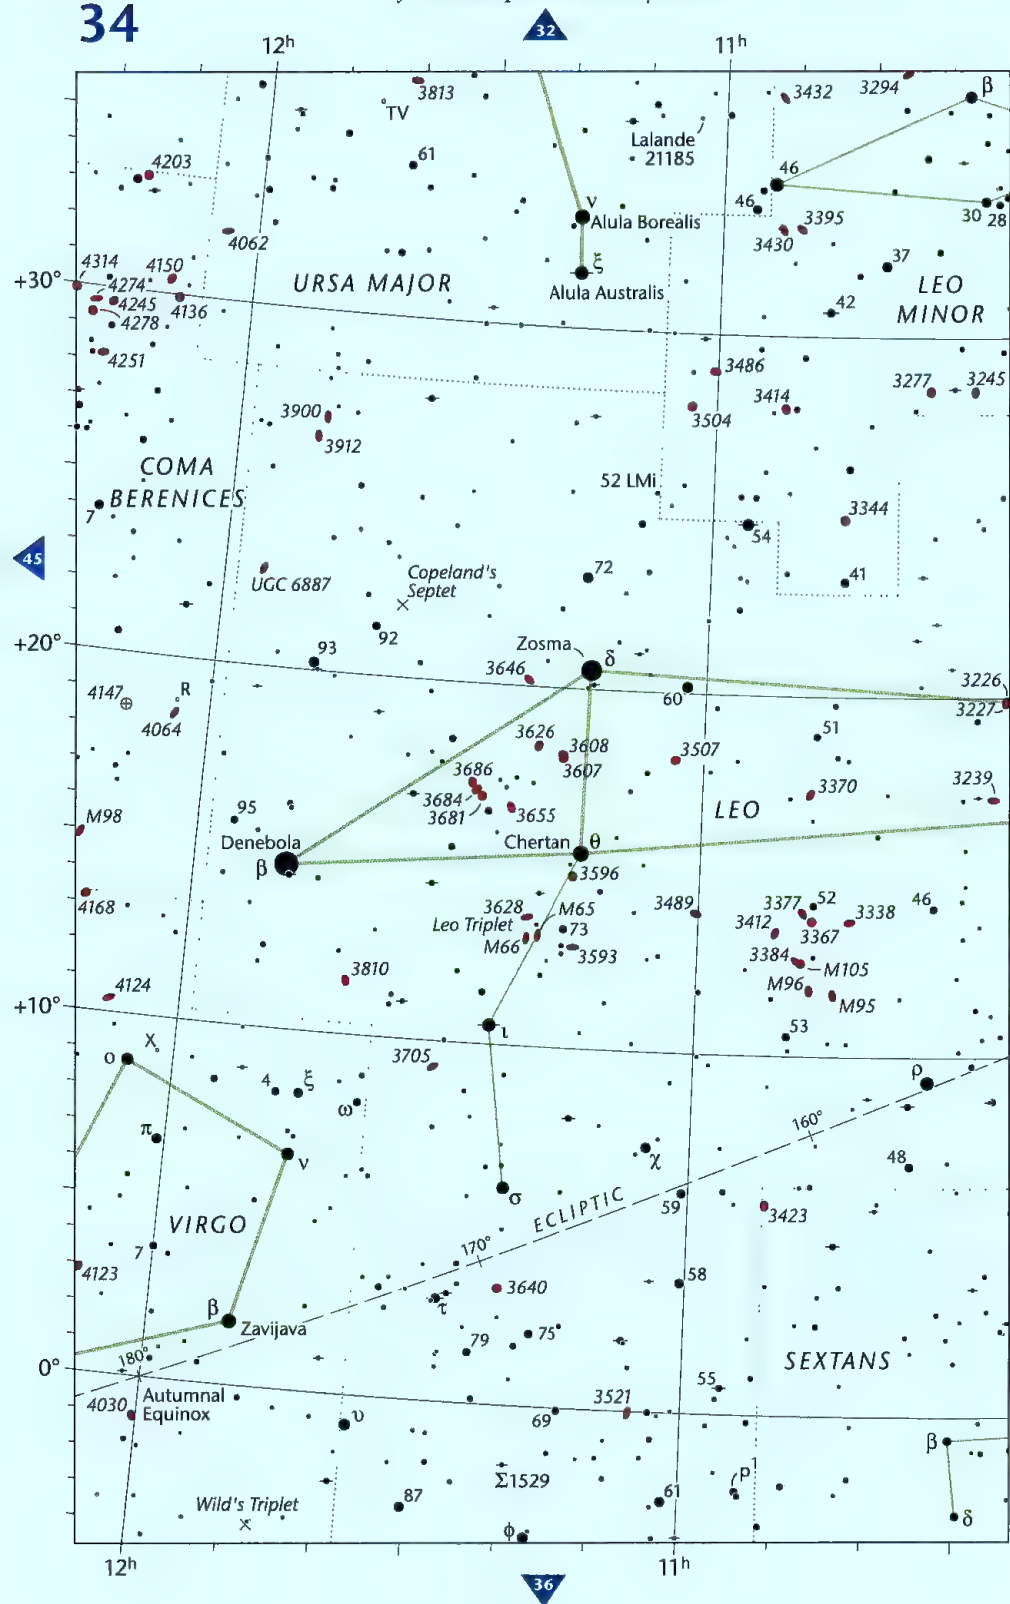 34
32
12h
11h
3813
TV
3432
3294
β
Lalande
21185
61
4203
46
ν
Alula Borealis
46
3395
30
28
4062
3430
ξ
4314
4150
37
+30°
4274
URSA MAJOR
Alula Australis
LEO
MINOR
4245
4136
42
4278
4251
3486
3277
3245
3900
3414
3504
3912
COMA
BERENICES
52 LMi
7
3344
54
45
Copeland's
Septet
UGC 6887
72
41
92
+20°
93
Zosma
δ
3646
3226
4147
R
60
3227
4064
51
3626
3608
3507
3607
3686
3684
3370
3239
3681
3655
LEO
M98
95
Denebola
Chertan
θ
β
3596
4168
3628
M65
3489
3377
52
46
Leo Triplet
73
3412
3338
M66
3367
3593
3384
M105
3810
M96
M95
4124
+10°
53
ι
X
ο
3705
4
ξ
ρ
ω
160°
π
χ
ν
48
σ
59
ECLIPTIC
VIRGO
3423
7
170°
4123
58
3640
τ
β
Zavijava
79
75
180°
SEXTANS
0°
55
Autumnal
Equinox
4030
3521
υ
69
β
Σ1529
p1
Wild's Triplet
87
61
φ
δ
12h
11h
36